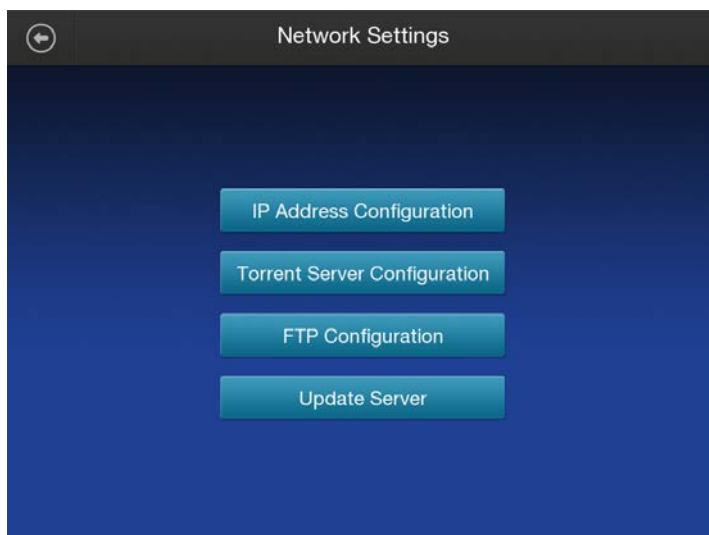 Network Settings
IP Address Configuration
Torrent Server Configuration
FTP Configuration
Update Server